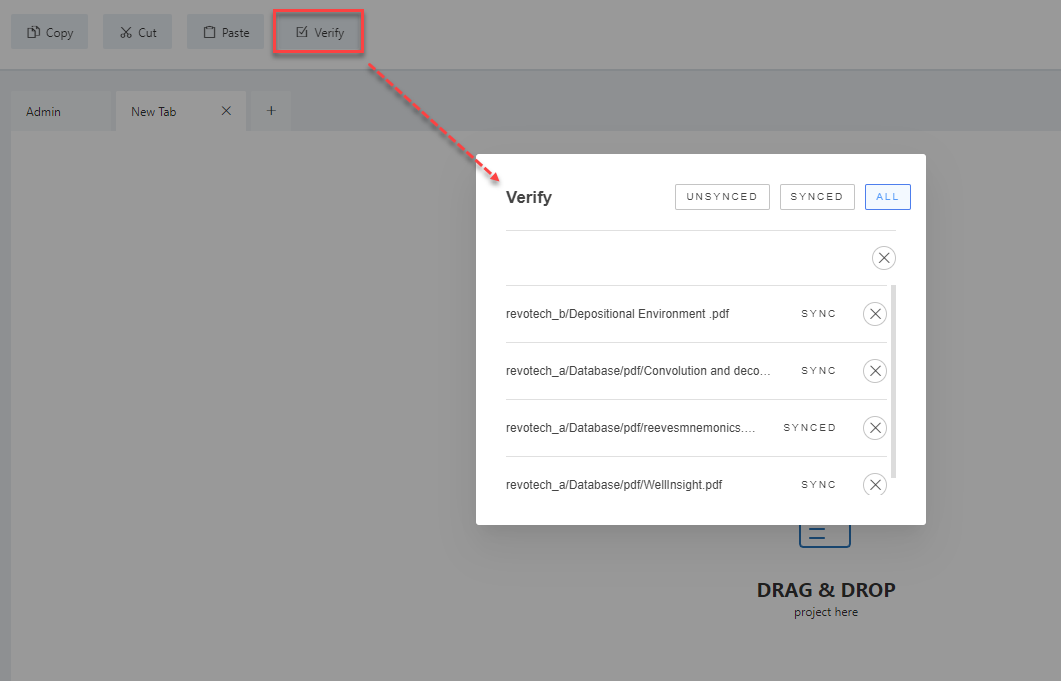 Copy Cut Paste Verify
Admin New Tab
Verify UNSYNCED SYNCED ALL
revotech_b/Depositional Environment .pdf SYNC
revotech_a/Database/pdf/Convolution and deco... SYNC
revotech_a/Database/pdf/reevesmnemonics.... SYNCED
revotech_a/Database/pdf/WellInsight.pdf SYNC
DRAG & DROP
project here